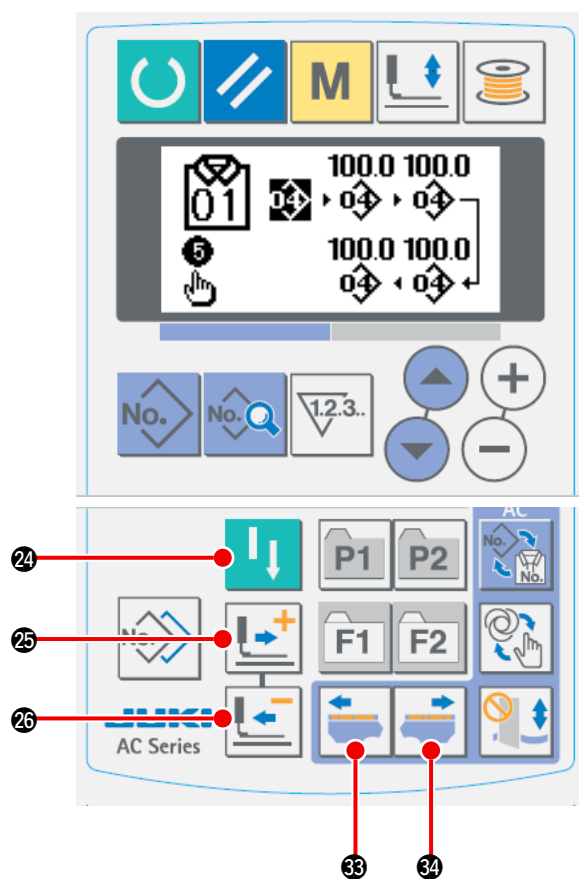 M
100.0 100.0
01 04 04 04
❺ 100.0 100.0
04 04
No. No. 1.2.3.. + −
AC
㉔ P1 P2 No. No.
No. ㉕ + F1 F2
㉖ −
JUKI
AC Series
㉝ ㉞